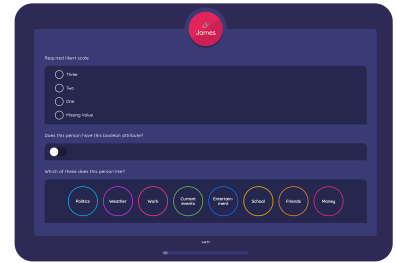 James
Required likert scale
Three
Two
One
Missing Value
Does this person have this boolean attribute?
Which of these does this person like?
Politics
Weather
Work
Current
events
Entertain-
ment
School
Friends
Money